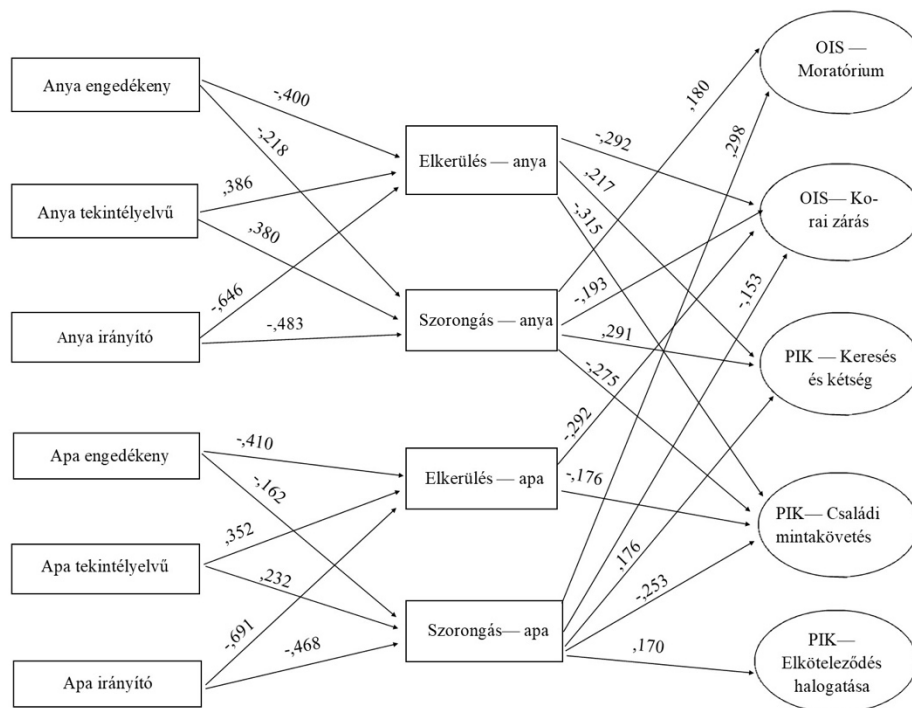 Anya engedékeny
Anya tekintélyelvű
Anya irányító
Apa engedékeny
Apa tekintélyelvű
Apa irányító
-,400
-,218
,386
,380
-,646
-,483
-,410
-,162
,352
,232
-,691
-,468
Elkerülés — anya
Szorongás — anya
Elkerülés — apa
Szorongás— apa
,180
,298
-,292
,217
-,315
-,193
-,153
,291
-,275
-,292
-,176
,176
-,253
,170
OIS —
Moratórium
OIS— Ko-
rai zárás
PIK — Keresés
és kétség
PIK— Családi
mintakövetés
PIK—
Elköteleződés
halogatása